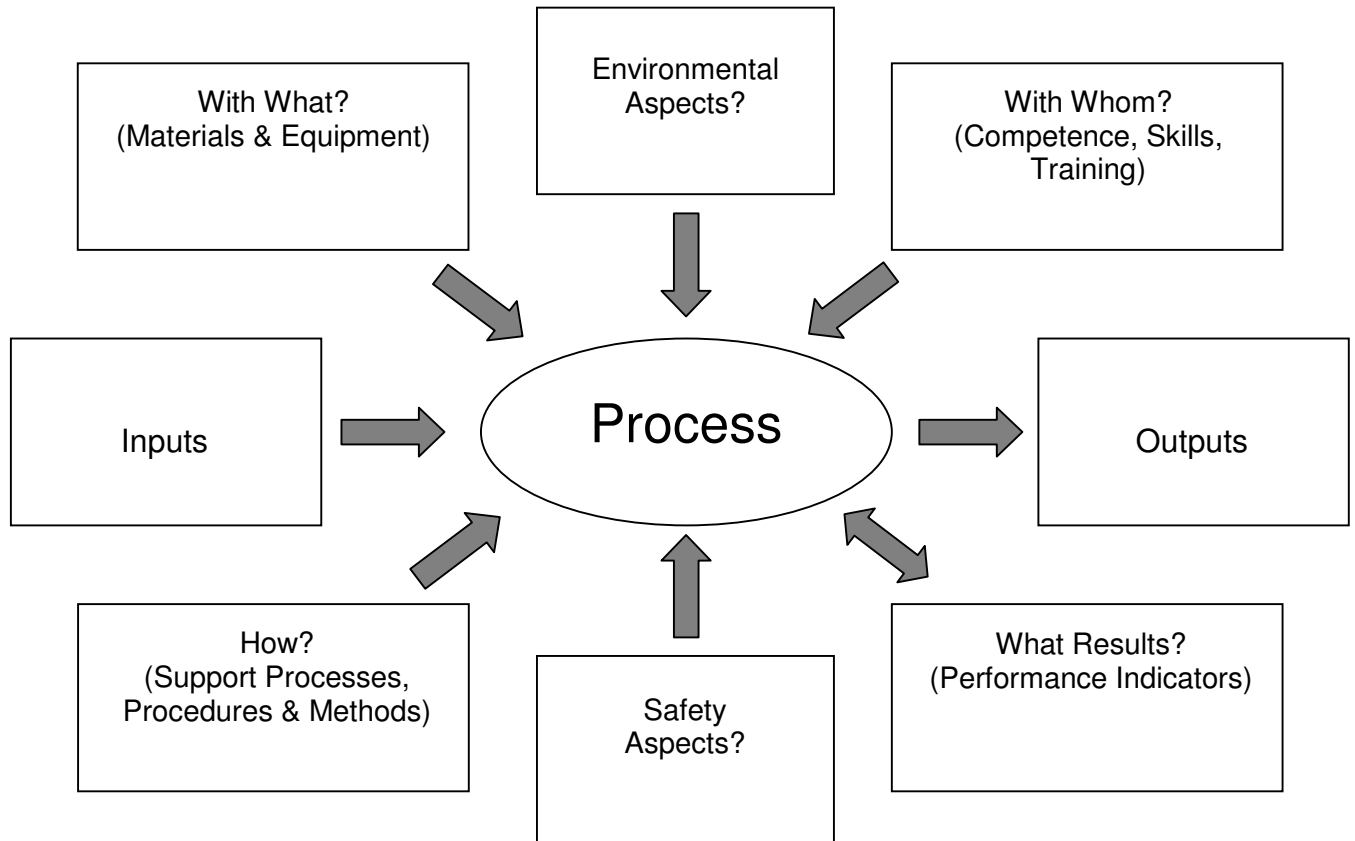 Environmental
Aspects?
With What?
(Materials & Equipment)
With Whom?
(Competence, Skills,
Training)
Inputs
Process
Outputs
How?
(Support Processes,
Procedures & Methods)
Safety
Aspects?
What Results?
(Performance Indicators)